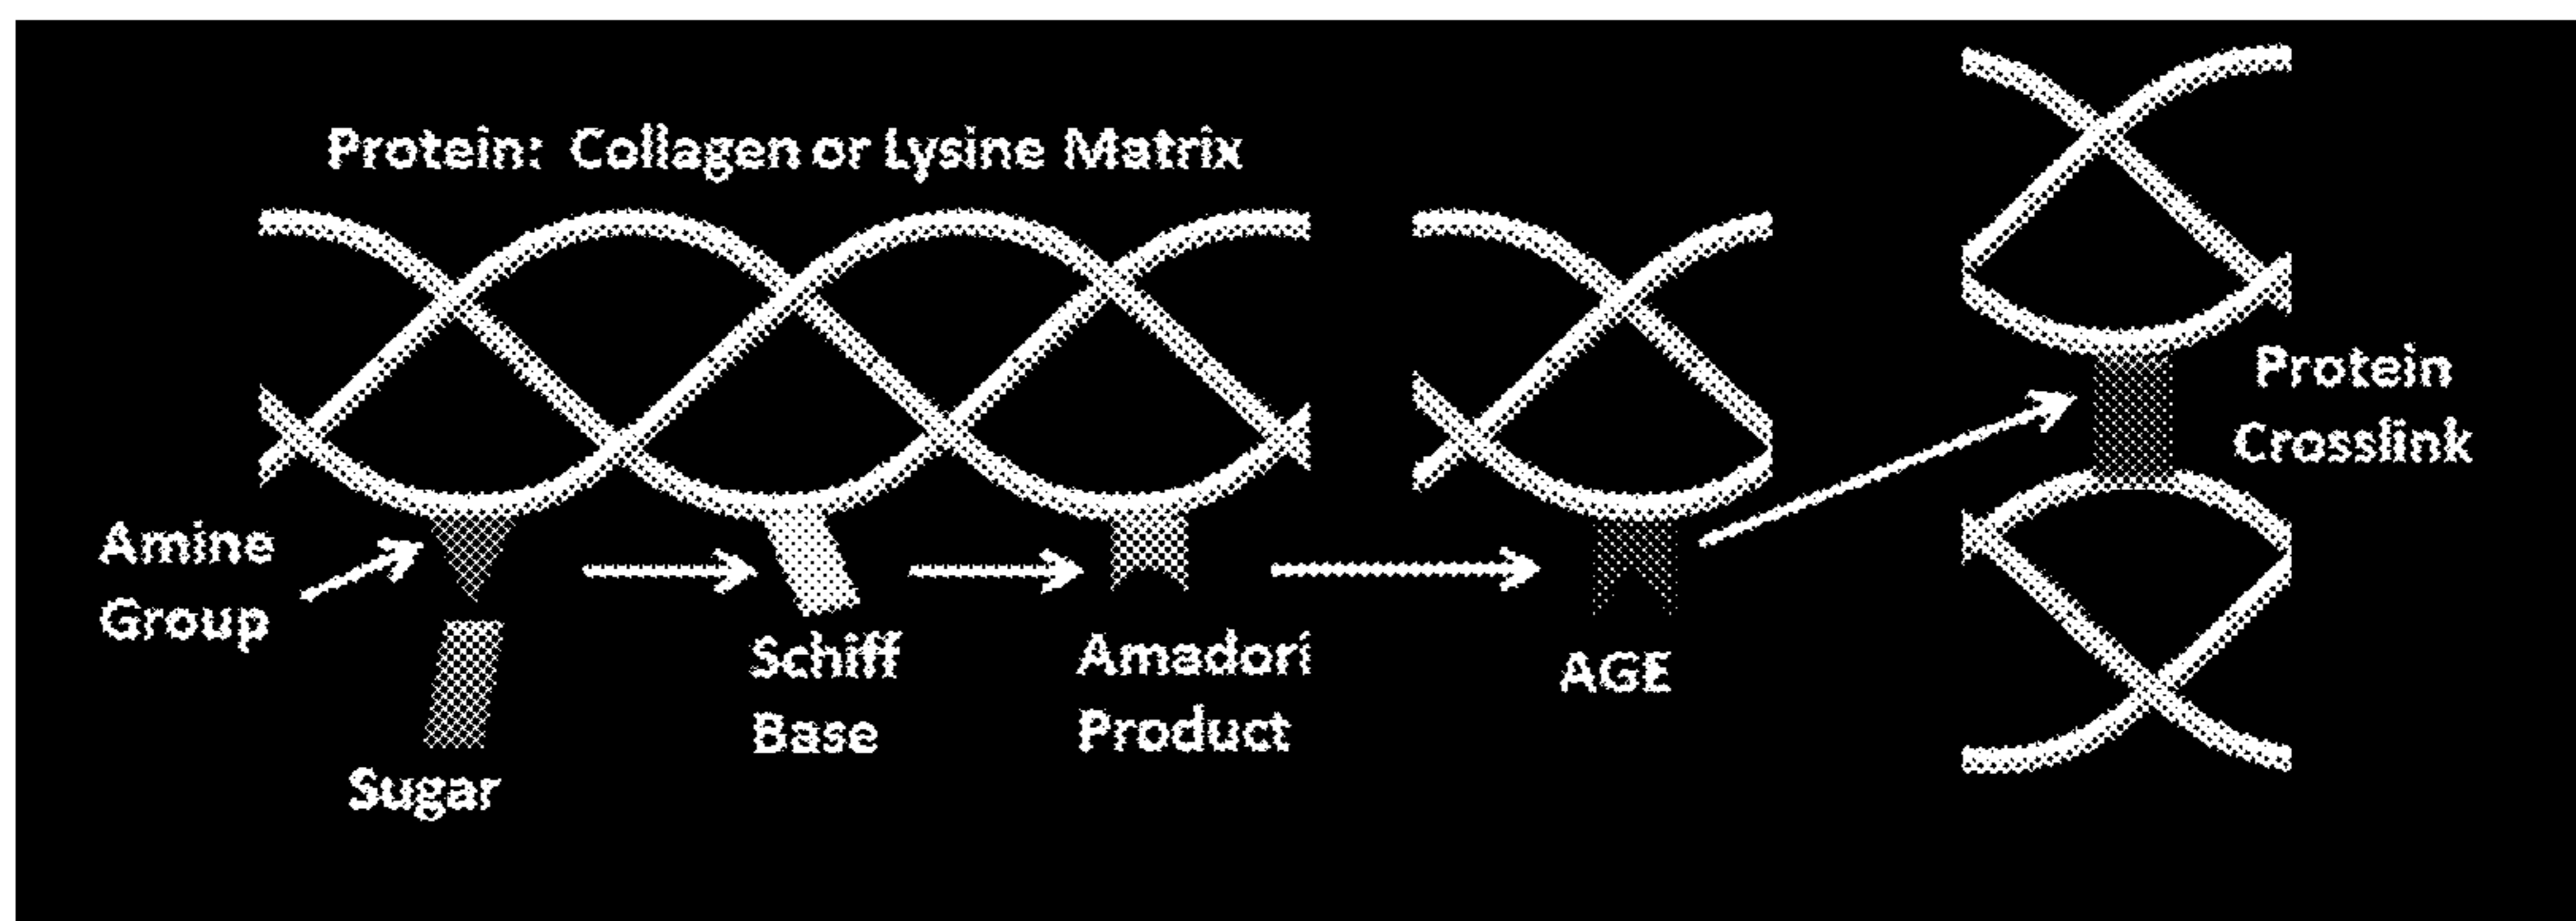 Protein: Collagen or Lysine Matrix
Amine
Group
Sugar
Schiff
Base
Amadori
Product
AGE
Protein
Crosslink